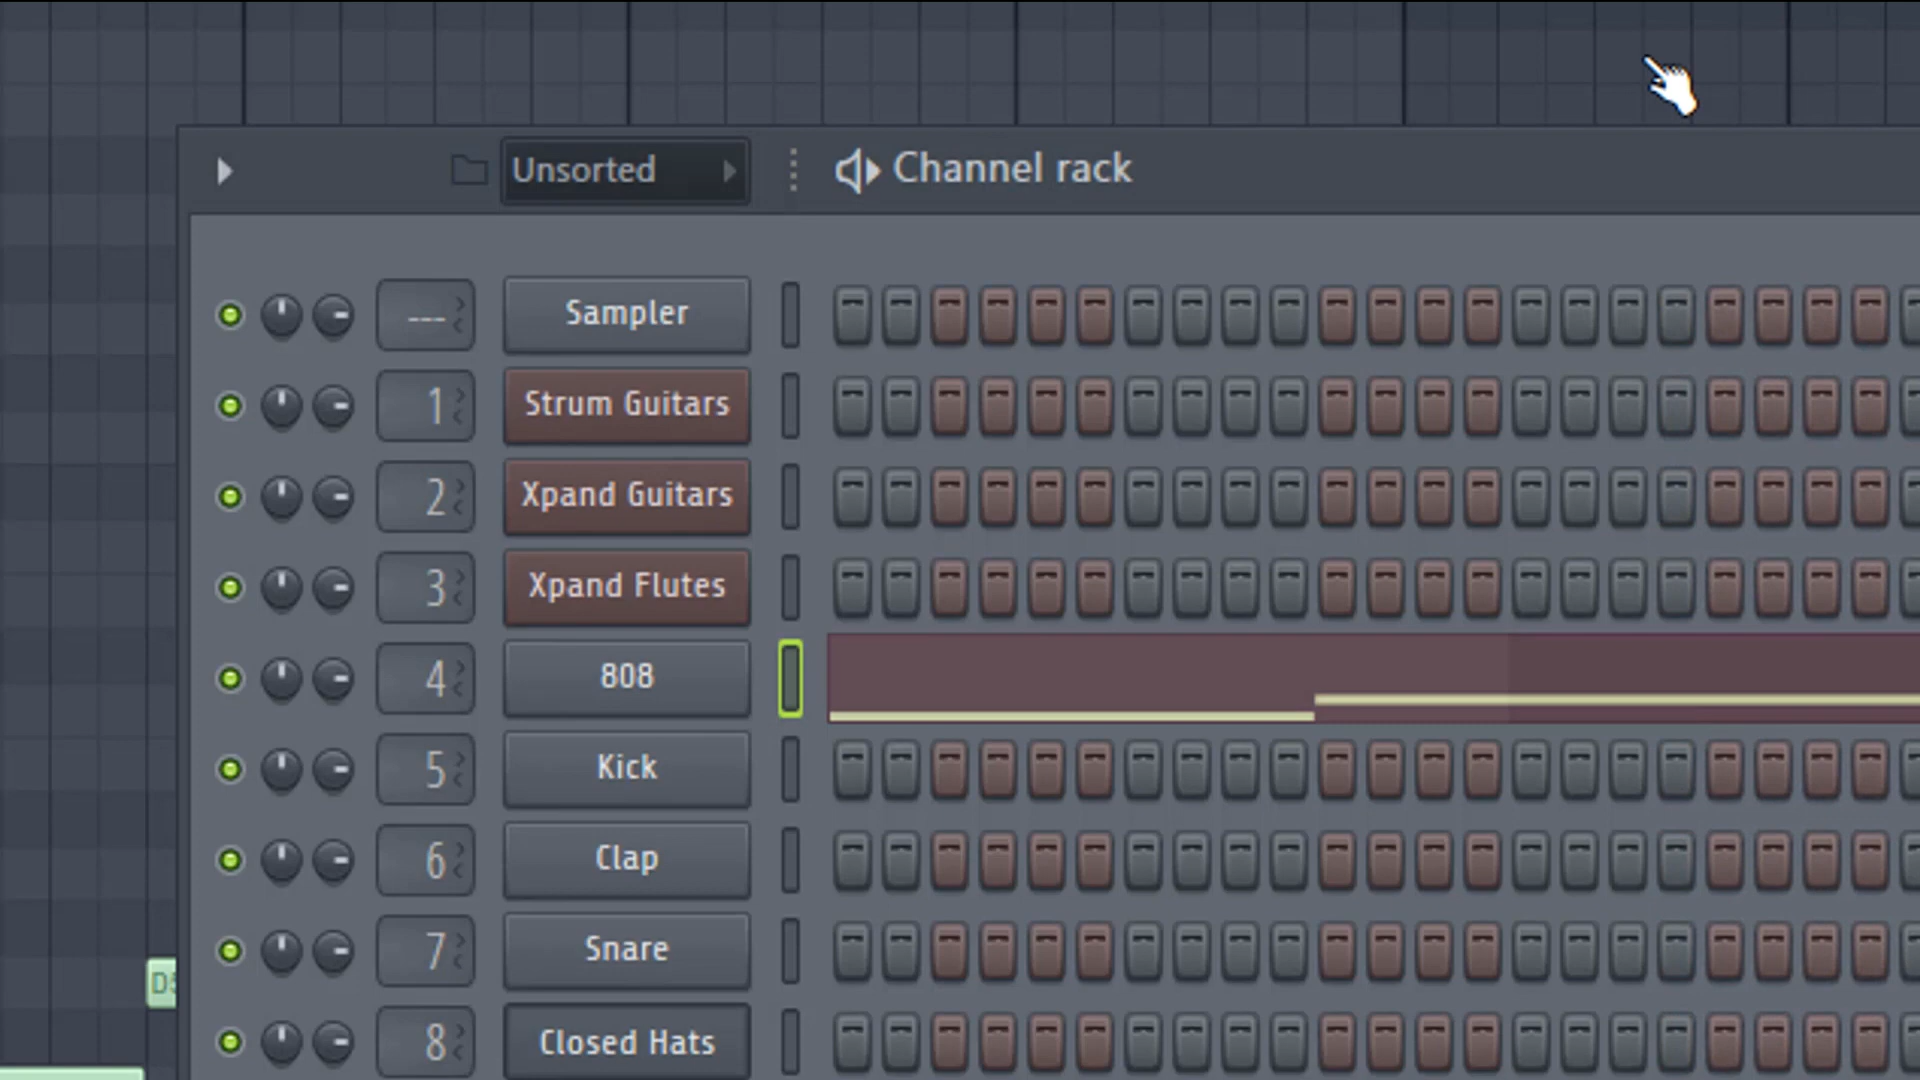 Unsorted
Channel rack
--- Sampler
1 Strum Guitars
2 Xpand Guitars
3 Xpand Flutes
4 808
5 Kick
6 Clap
7 Snare
D5
8 Closed Hats